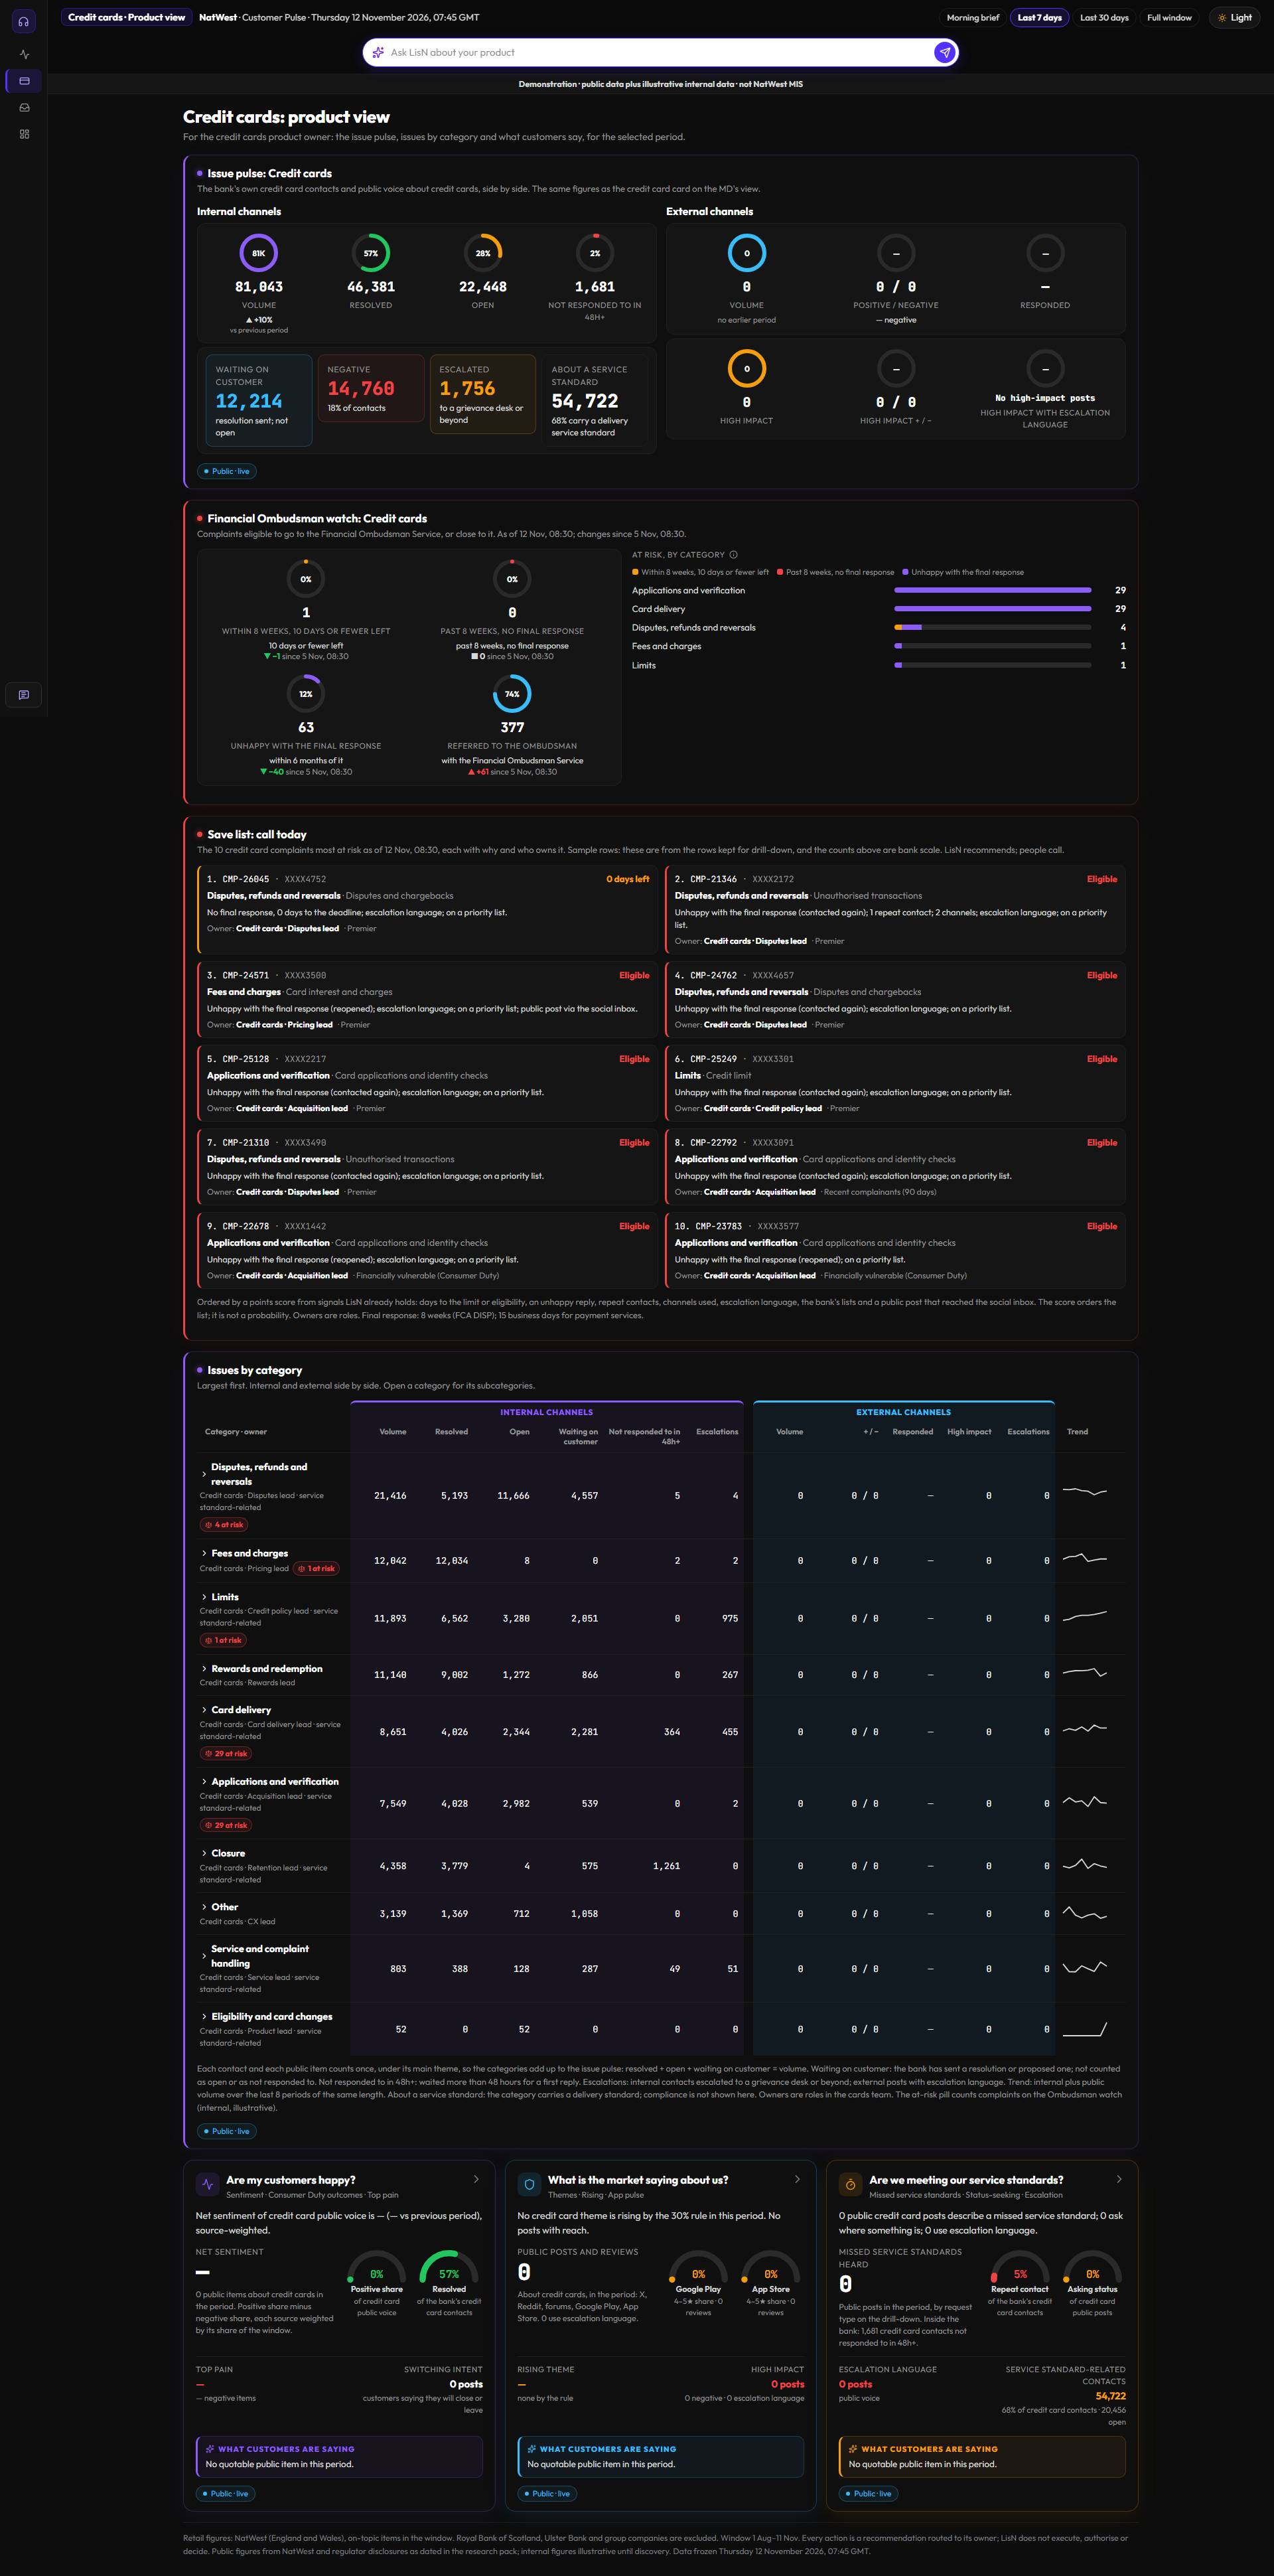 Credit cards · Product view
NatWest · Customer Pulse · Thursday 12 November 2026, 07:45 GMT
Morning brief
Last 7 days
Last 30 days
Full window
Light
Ask LisN about your product
Demonstration · public data plus illustrative internal data · not NatWest MIS
Credit cards: product view
For the credit cards product owner: the issue pulse, issues by category and what customers say, for the selected period.
Issue pulse: Credit cards
The bank's own credit card contacts and public voice about credit cards, side by side. The same figures as the credit card card on the MD's view.
Internal channels
81K
57%
28%
2%
81,043
46,381
22,448
1,681
VOLUME
RESOLVED
OPEN
NOT RESPONDED TO IN
48H+
▲ +10%
vs previous period
WAITING ON
CUSTOMER
12,214
resolution sent; not
open
NEGATIVE
14,760
18% of contacts
ESCALATED
1,756
to a grievance desk or
beyond
ABOUT A SERVICE
STANDARD
54,722
68% carry a delivery
service standard
External channels
0
–
–
0
0 / 0
–
VOLUME
POSITIVE / NEGATIVE
RESPONDED
no earlier period
— negative
0
–
–
0
0 / 0
No high-impact posts
HIGH IMPACT
HIGH IMPACT + / −
HIGH IMPACT WITH ESCALATION
LANGUAGE
Public · live
Financial Ombudsman watch: Credit cards
Complaints eligible to go to the Financial Ombudsman Service, or close to it. As of 12 Nov, 08:30; changes since 5 Nov, 08:30.
0%
0%
1
0
WITHIN 8 WEEKS, 10 DAYS OR FEWER LEFT
PAST 8 WEEKS, NO FINAL RESPONSE
10 days or fewer left
past 8 weeks, no final response
▼ −1 since 5 Nov, 08:30
■ 0 since 5 Nov, 08:30
12%
74%
63
377
UNHAPPY WITH THE FINAL RESPONSE
REFERRED TO THE OMBUDSMAN
within 6 months of it
with the Financial Ombudsman Service
▼ −40 since 5 Nov, 08:30
▲ +61 since 5 Nov, 08:30
AT RISK, BY CATEGORY
Within 8 weeks, 10 days or fewer left
Past 8 weeks, no final response
Unhappy with the final response
Applications and verification 29
Card delivery 29
Disputes, refunds and reversals 4
Fees and charges 1
Limits 1
Save list: call today
The 10 credit card complaints most at risk as of 12 Nov, 08:30, each with why and who owns it. Sample rows: these are from the rows kept for drill-down, and the counts above are bank scale. LisN recommends; people call.
1. CMP-26045 · XXXX4752 0 days left
Disputes, refunds and reversals · Disputes and chargebacks
No final response, 0 days to the deadline; escalation language; on a priority list.
Owner: Credit cards · Disputes lead · Premier
2. CMP-21346 · XXXX2172 Eligible
Disputes, refunds and reversals · Unauthorised transactions
Unhappy with the final response (contacted again); 1 repeat contact; 2 channels; escalation language; on a priority
list.
Owner: Credit cards · Disputes lead · Premier
3. CMP-24571 · XXXX3500 Eligible
Fees and charges · Card interest and charges
Unhappy with the final response (reopened); escalation language; on a priority list; public post via the social inbox.
Owner: Credit cards · Pricing lead · Premier
4. CMP-24762 · XXXX4657 Eligible
Disputes, refunds and reversals · Disputes and chargebacks
Unhappy with the final response (contacted again); escalation language; on a priority list.
Owner: Credit cards · Disputes lead · Premier
5. CMP-25128 · XXXX2217 Eligible
Applications and verification · Card applications and identity checks
Unhappy with the final response (contacted again); escalation language; on a priority list.
Owner: Credit cards · Acquisition lead · Premier
6. CMP-25249 · XXXX3301 Eligible
Limits · Credit limit
Unhappy with the final response (contacted again); escalation language; on a priority list.
Owner: Credit cards · Credit policy lead · Premier
7. CMP-21310 · XXXX3490 Eligible
Disputes, refunds and reversals · Unauthorised transactions
Unhappy with the final response (contacted again); escalation language; on a priority list.
Owner: Credit cards · Disputes lead · Premier
8. CMP-22792 · XXXX3091 Eligible
Applications and verification · Card applications and identity checks
Unhappy with the final response (contacted again); escalation language; on a priority list.
Owner: Credit cards · Acquisition lead · Recent complainants (90 days)
9. CMP-22678 · XXXX1442 Eligible
Applications and verification · Card applications and identity checks
Unhappy with the final response (reopened); escalation language; on a priority list.
Owner: Credit cards · Acquisition lead · Financially vulnerable (Consumer Duty)
10. CMP-23783 · XXXX3577 Eligible
Applications and verification · Card applications and identity checks
Unhappy with the final response (reopened); on a priority list.
Owner: Credit cards · Acquisition lead · Financially vulnerable (Consumer Duty)
Ordered by a points score from signals LisN already holds: days to the limit or eligibility, an unhappy reply, repeat contacts, channels used, escalation language, the bank's lists and a public post that reached the social inbox. The score orders the
list; it is not a probability. Owners are roles. Final response: 8 weeks (FCA DISP); 15 business days for payment services.
Issues by category
Largest first. Internal and external side by side. Open a category for its subcategories.
INTERNAL CHANNELS
EXTERNAL CHANNELS
Category · owner
Volume
Resolved
Open
Waiting on
customer
Not responded to in
48h+
Escalations
Volume
+ / −
Responded
High impact
Escalations
Trend
Disputes, refunds and
reversals
Credit cards · Disputes lead · service
standard-related
4 at risk
21,416 5,193 11,666 4,557 5 4 0 0 / 0 – 0 0
Fees and charges
Credit cards · Pricing lead 1 at risk
12,042 12,034 8 0 2 2 0 0 / 0 – 0 0
Limits
Credit cards · Credit policy lead · service
standard-related
1 at risk
11,893 6,562 3,280 2,051 0 975 0 0 / 0 – 0 0
Rewards and redemption
Credit cards · Rewards lead
11,140 9,002 1,272 866 0 267 0 0 / 0 – 0 0
Card delivery
Credit cards · Card delivery lead · service
standard-related
29 at risk
8,651 4,026 2,344 2,281 364 455 0 0 / 0 – 0 0
Applications and verification
Credit cards · Acquisition lead · service
standard-related
29 at risk
7,549 4,028 2,982 539 0 2 0 0 / 0 – 0 0
Closure
Credit cards · Retention lead · service
standard-related
4,358 3,779 4 575 1,261 0 0 0 / 0 – 0 0
Other
Credit cards · CX lead
3,139 1,369 712 1,058 0 0 0 0 / 0 – 0 0
Service and complaint
handling
Credit cards · Service lead · service
standard-related
803 388 128 287 49 51 0 0 / 0 – 0 0
Eligibility and card changes
Credit cards · Product lead · service
standard-related
52 0 52 0 0 0 0 0 / 0 – 0 0
Each contact and each public item counts once, under its main theme, so the categories add up to the issue pulse: resolved + open + waiting on customer = volume. Waiting on customer: the bank has sent a resolution or proposed one; not counted
as open or as not responded to. Not responded to in 48h+: waited more than 48 hours for a first reply. Escalations: internal contacts escalated to a grievance desk or beyond; external posts with escalation language. Trend: internal plus public
volume over the last 8 periods of the same length. About a service standard: the category carries a delivery standard; compliance is not shown here. Owners are roles in the cards team. The at-risk pill counts complaints on the Ombudsman watch
(internal, illustrative).
Public · live
Are my customers happy?
Sentiment · Consumer Duty outcomes · Top pain
Net sentiment of credit card public voice is — (— vs previous period),
source-weighted.
NET SENTIMENT
—
0 public items about credit cards in
the period. Positive share minus
negative share, each source weighted
by its share of the window.
0%
Positive share
of credit card
public voice
57%
Resolved
of the bank's credit
card contacts
TOP PAIN
—
— negative items
SWITCHING INTENT
0 posts
customers saying they will close or
leave
WHAT CUSTOMERS ARE SAYING
No quotable public item in this period.
Public · live
What is the market saying about us?
Themes · Rising · App pulse
No credit card theme is rising by the 30% rule in this period. No
posts with reach.
PUBLIC POSTS AND REVIEWS
0
About credit cards, in the period: X,
Reddit, forums, Google Play, App
Store. 0 use escalation language.
0%
Google Play
4–5★ share · 0
reviews
0%
App Store
4–5★ share · 0
reviews
RISING THEME
—
none by the rule
HIGH IMPACT
0 posts
0 negative · 0 escalation language
WHAT CUSTOMERS ARE SAYING
No quotable public item in this period.
Public · live
Are we meeting our service standards?
Missed service standards · Status-seeking · Escalation
0 public credit card posts describe a missed service standard; 0 ask
where something is; 0 use escalation language.
MISSED SERVICE STANDARDS
HEARD
0
Public posts in the period, by request
type on the drill-down. Inside the
bank: 1,681 credit card contacts not
responded to in 48h+.
5%
Repeat contact
of the bank's credit
card contacts
0%
Asking status
of credit card
public posts
ESCALATION LANGUAGE
0 posts
public voice
SERVICE STANDARD-RELATED
CONTACTS
54,722
68% of credit card contacts · 20,456
open
WHAT CUSTOMERS ARE SAYING
No quotable public item in this period.
Public · live
Retail figures: NatWest (England and Wales), on-topic items in the window. Royal Bank of Scotland, Ulster Bank and group companies are excluded. Window 1 Aug–11 Nov. Every action is a recommendation routed to its owner; LisN does not execute, authorise or
decide. Public figures from NatWest and regulator disclosures as dated in the research pack; internal figures illustrative until discovery. Data frozen Thursday 12 November 2026, 07:45 GMT.